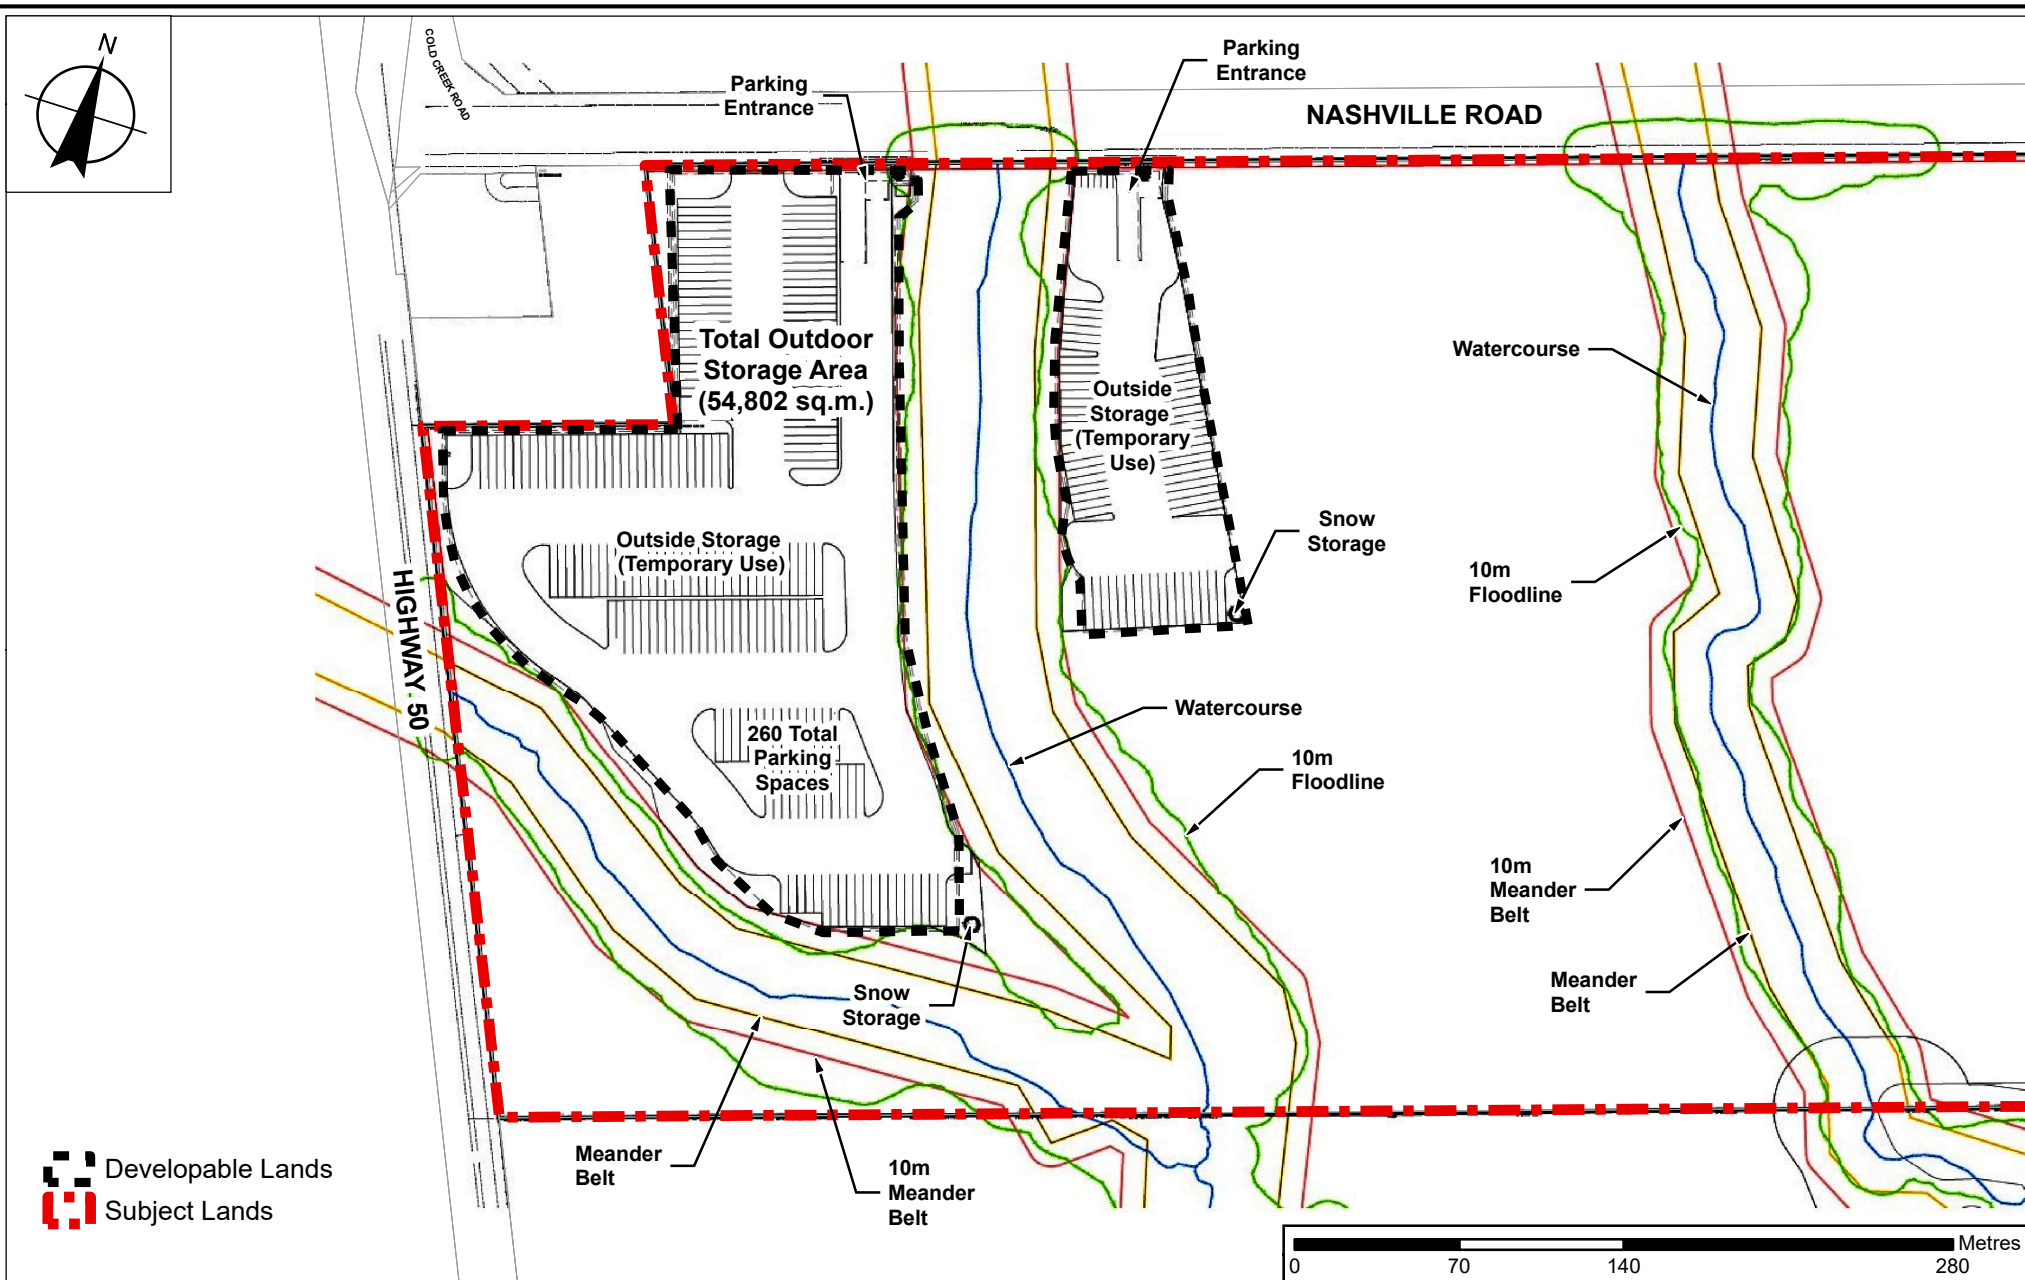 N
COLD CREEK ROAD
Parking
Entrance
Parking
Entrance
NASHVILLE ROAD
Total Outdoor
Storage Area
(54,802 sq.m.)
Watercourse
Outside
Storage
(Temporary
Use)
Snow
Storage
Outside Storage
(Temporary Use)
10m
Floodline
HIGHWAY 50
Watercourse
260 Total
Parking
Spaces
10m
Floodline
10m
Meander
Belt
Meander
Belt
Snow
Storage
Meander
Belt
10m
Meander
Belt
Developable Lands
Subject Lands
Metres
0 70 140 280